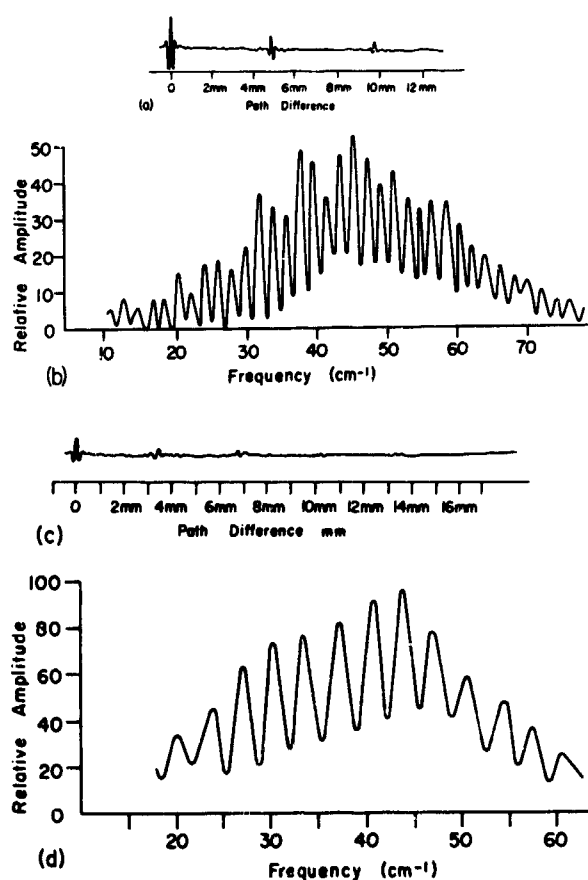 0 2mm 4mm 6mm 8mm 10mm 12mm
(a) Path Difference
50
40
30
20
10
0
Relative Amplitude
10 20 30 40 50 60 70
(b) Frequency (cm⁻¹)
0 2mm 4mm 6mm 8mm 10mm 12mm 14mm 16mm
(c) Path Difference mm
100
80
60
40
20
0
Relative Amplitude
20 30 40 50 60
(d) Frequency (cm⁻¹)